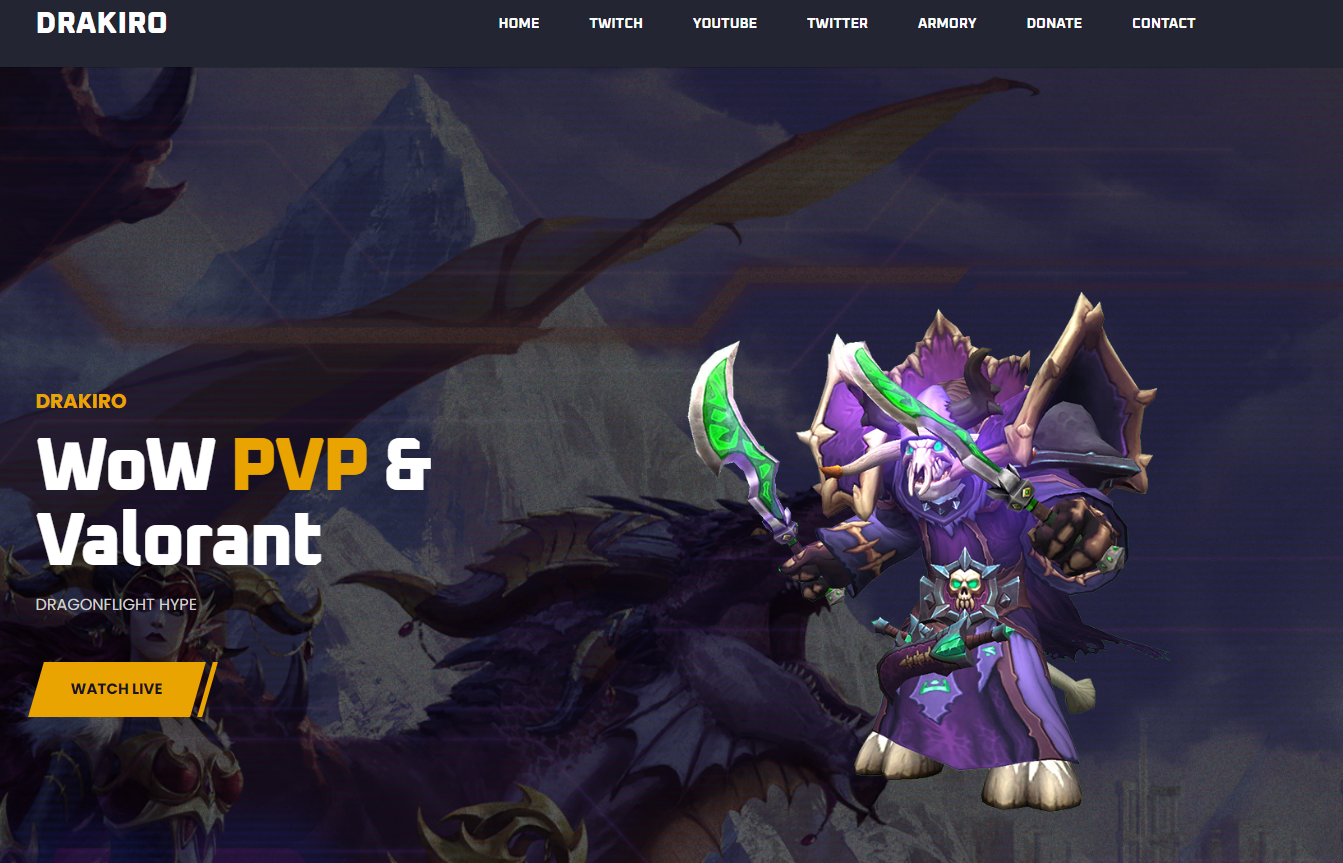 DRAKIRO
HOME TWITCH YOUTUBE TWITTER ARMORY DONATE CONTACT
DRAKIRO
WoW PVP &
Valorant
DRAGONFLIGHT HYPE
WATCH LIVE